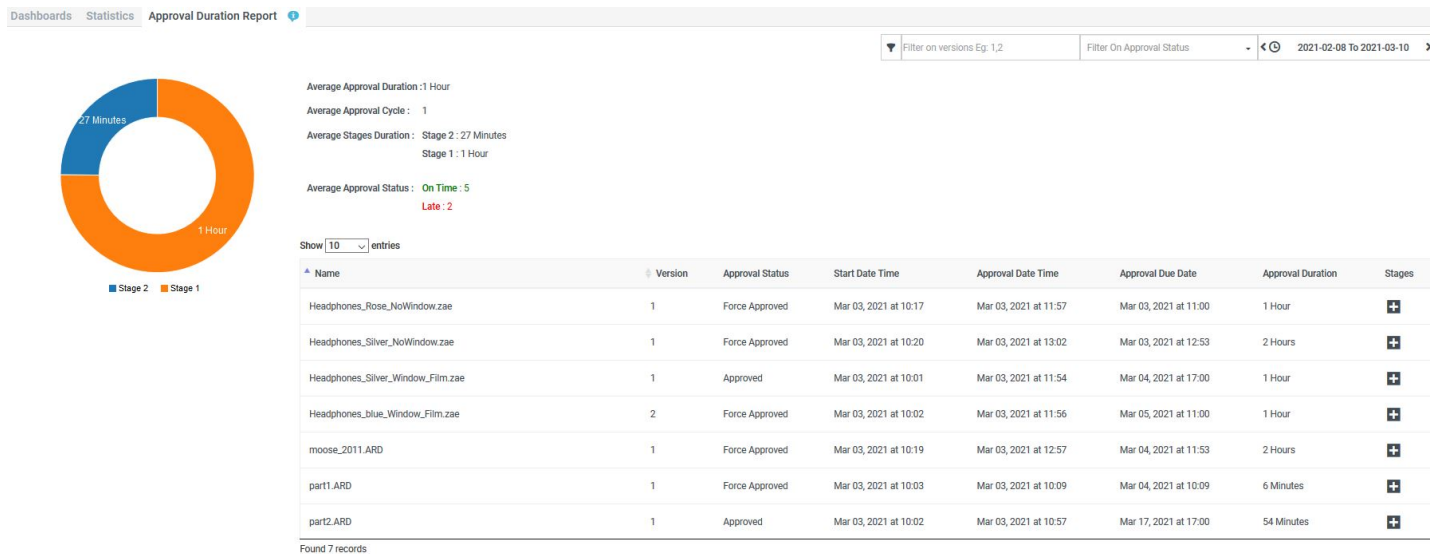 Dashboards Statistics Approval Duration Report i
Filter on versions Eg: 1,2 Filter On Approval Status 2021-02-08 To 2021-03-10
27 Minutes
1 Hour
Stage 2 Stage 1
Average Approval Duration :1 Hour
Average Approval Cycle : 1
Average Stages Duration : Stage 2 : 27 Minutes
Stage 1 : 1 Hour
Average Approval Status : On Time : 5
Late : 2
Show 10 entries
Name Version Approval Status Start Date Time Approval Date Time Approval Due Date Approval Duration Stages
Headphones_Rose_NoWindow.zae 1 Force Approved Mar 03, 2021 at 10:17 Mar 03, 2021 at 11:57 Mar 03, 2021 at 11:00 1 Hour
Headphones_Silver_NoWindow.zae 1 Force Approved Mar 03, 2021 at 10:20 Mar 03, 2021 at 13:02 Mar 03, 2021 at 12:53 2 Hours
Headphones_Silver_Window_Film.zae 1 Approved Mar 03, 2021 at 10:01 Mar 03, 2021 at 11:54 Mar 04, 2021 at 17:00 1 Hour
Headphones_blue_Window_Film.zae 2 Force Approved Mar 03, 2021 at 10:02 Mar 03, 2021 at 11:56 Mar 05, 2021 at 11:00 1 Hour
moose_2011.ARD 1 Force Approved Mar 03, 2021 at 10:19 Mar 03, 2021 at 12:57 Mar 04, 2021 at 11:53 2 Hours
part1.ARD 1 Force Approved Mar 03, 2021 at 10:03 Mar 03, 2021 at 10:09 Mar 04, 2021 at 10:09 6 Minutes
part2.ARD 1 Approved Mar 03, 2021 at 10:02 Mar 03, 2021 at 10:57 Mar 17, 2021 at 17:00 54 Minutes
Found 7 records